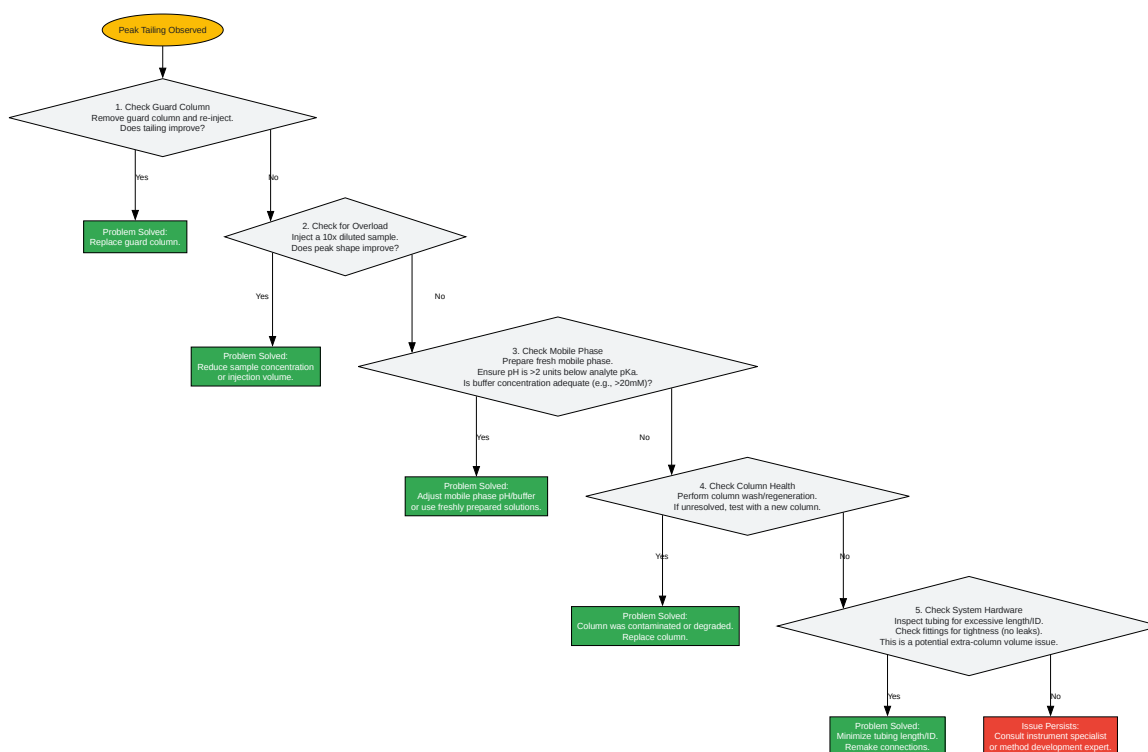 Peak Tailing Observed
1. Check Guard Column
Remove guard column and re-inject.
Does tailing improve?
Yes
No
Problem Solved:
Replace guard column.
2. Check for Overload
Inject a 10x diluted sample.
Does peak shape improve?
Yes
No
Problem Solved:
Reduce sample concentration
or injection volume.
3. Check Mobile Phase
Prepare fresh mobile phase.
Ensure pH is >2 units below analyte pKa.
Is buffer concentration adequate (e.g., >20mM)?
Yes
No
Problem Solved:
Adjust mobile phase pH/buffer
or use freshly prepared solutions.
4. Check Column Health
Perform column wash/regeneration.
If unresolved, test with a new column.
Yes
No
Problem Solved:
Column was contaminated or degraded.
Replace column.
5. Check System Hardware
Inspect tubing for excessive length/ID.
Check fittings for tightness (no leaks).
This is a potential extra-column volume issue.
Yes
No
Problem Solved:
Minimize tubing length/ID.
Remake connections.
Issue Persists:
Consult instrument specialist
or method development expert.